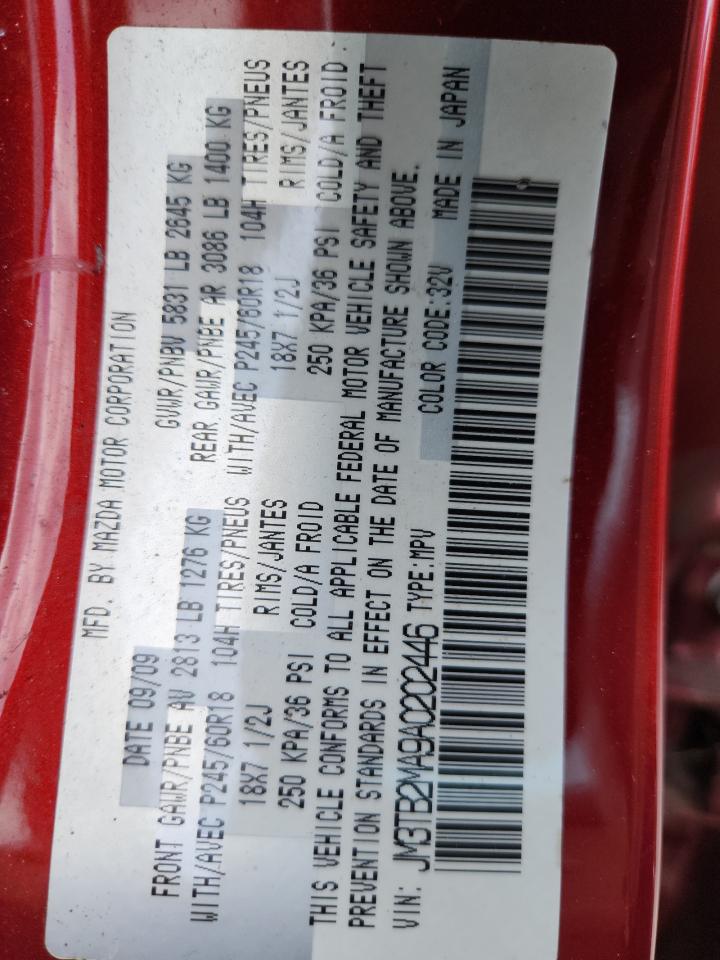 MFD. BY MAZDA MOTOR CORPORATION
DATE 09/09 GVWR/PNBV 5831 LB 2645 KG
FRONT GAWR/PNBE AV 2813 LB 1276 KG REAR GAWR/PNBE AR 3086 LB 1400 KG
WITH/AVEC P245/60R18 104H TIRES/PNEUS WITH/AVEC P245/60R18 104H TIRES/PNEUS
18X7 1/2J RIMS/JANTES 18X7 1/2J RIMS/JANTES
250 KPA/36 PSI COLD/A FROID 250 KPA/36 PSI COLD/A FROID.
THIS VEHICLE CONFORMS TO ALL APPLICABLE FEDERAL MOTOR VEHICLE SAFETY AND THEFT
PREVENTION STANDARDS IN EFFECT ON THE DATE OF MANUFACTURE SHOWN ABOVE.
VIN: JM3TB2MA9A0202446 TYPE:MPV COLOR CODE:32V MADE IN JAPAN